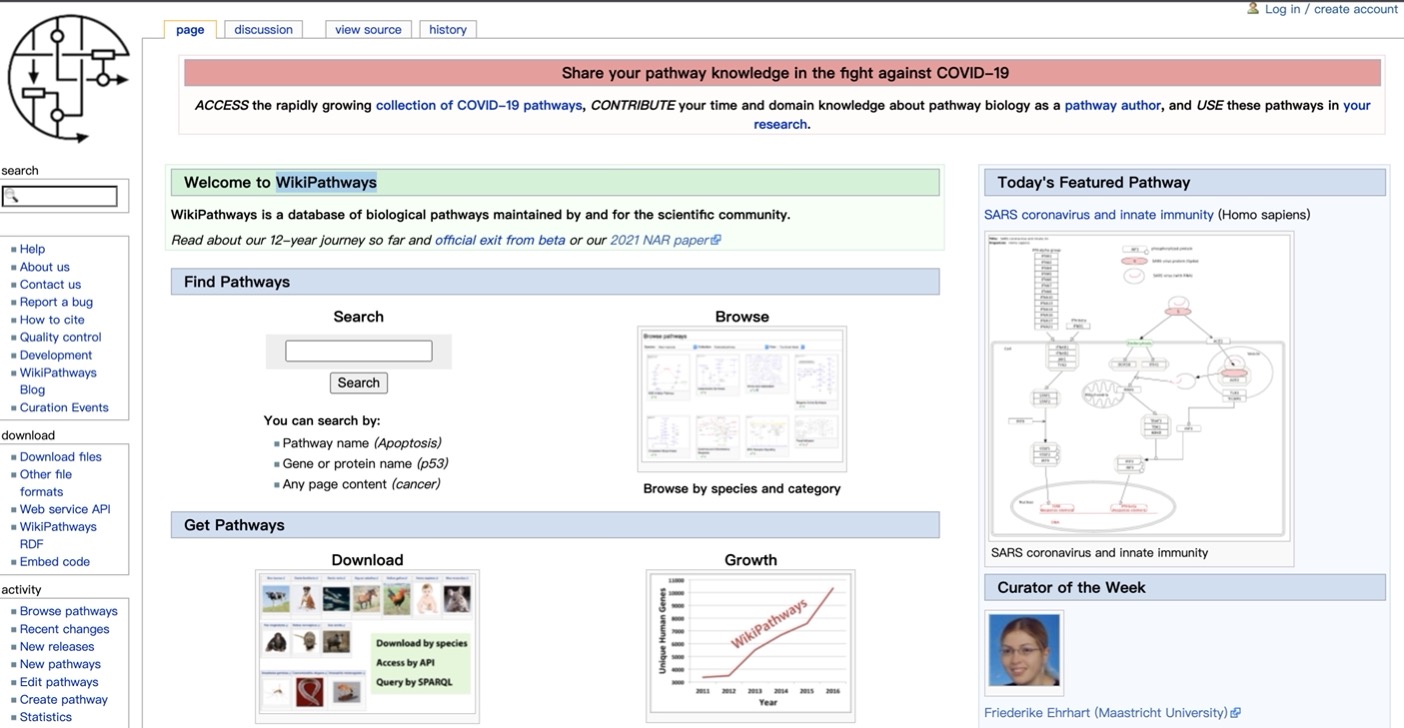 Log in / create account
page
discussion
view source
history
Share your pathway knowledge in the fight against COVID-19
ACCESS the rapidly growing collection of COVID-19 pathways, CONTRIBUTE your time and domain knowledge about pathway biology as a pathway author, and USE these pathways in your
research.
search
Help
About us
Contact us
Report a bug
How to cite
Quality control
Development
WikiPathways
Blog
Curation Events
download
Download files
Other file
formats
Web service API
WikiPathways
RDF
Embed code
activity
Browse pathways
Recent changes
New releases
New pathways
Edit pathways
Create pathway
Statistics
Welcome to WikiPathways
WikiPathways is a database of biological pathways maintained by and for the scientific community.
Read about our 12-year journey so far and official exit from beta or our 2021 NAR paper
Find Pathways
Search
Search
You can search by:
Pathway name (Apoptosis)
Gene or protein name (p53)
Any page content (cancer)
Browse
Browse pathways
Browse by species and category
Get Pathways
Download
Download by species
Access by API
Query by SPARQL
Growth
Unique Human Genes
11000
10000
9000
8000
7000
6000
5000
4000
3000
WikiPathways
2011 2012 2013 2014 2015 2016
Year
Today's Featured Pathway
SARS coronavirus and innate immunity (Homo sapiens)
SARS coronavirus and innate immunity
Curator of the Week
Friederike Ehrhart (Maastricht University)